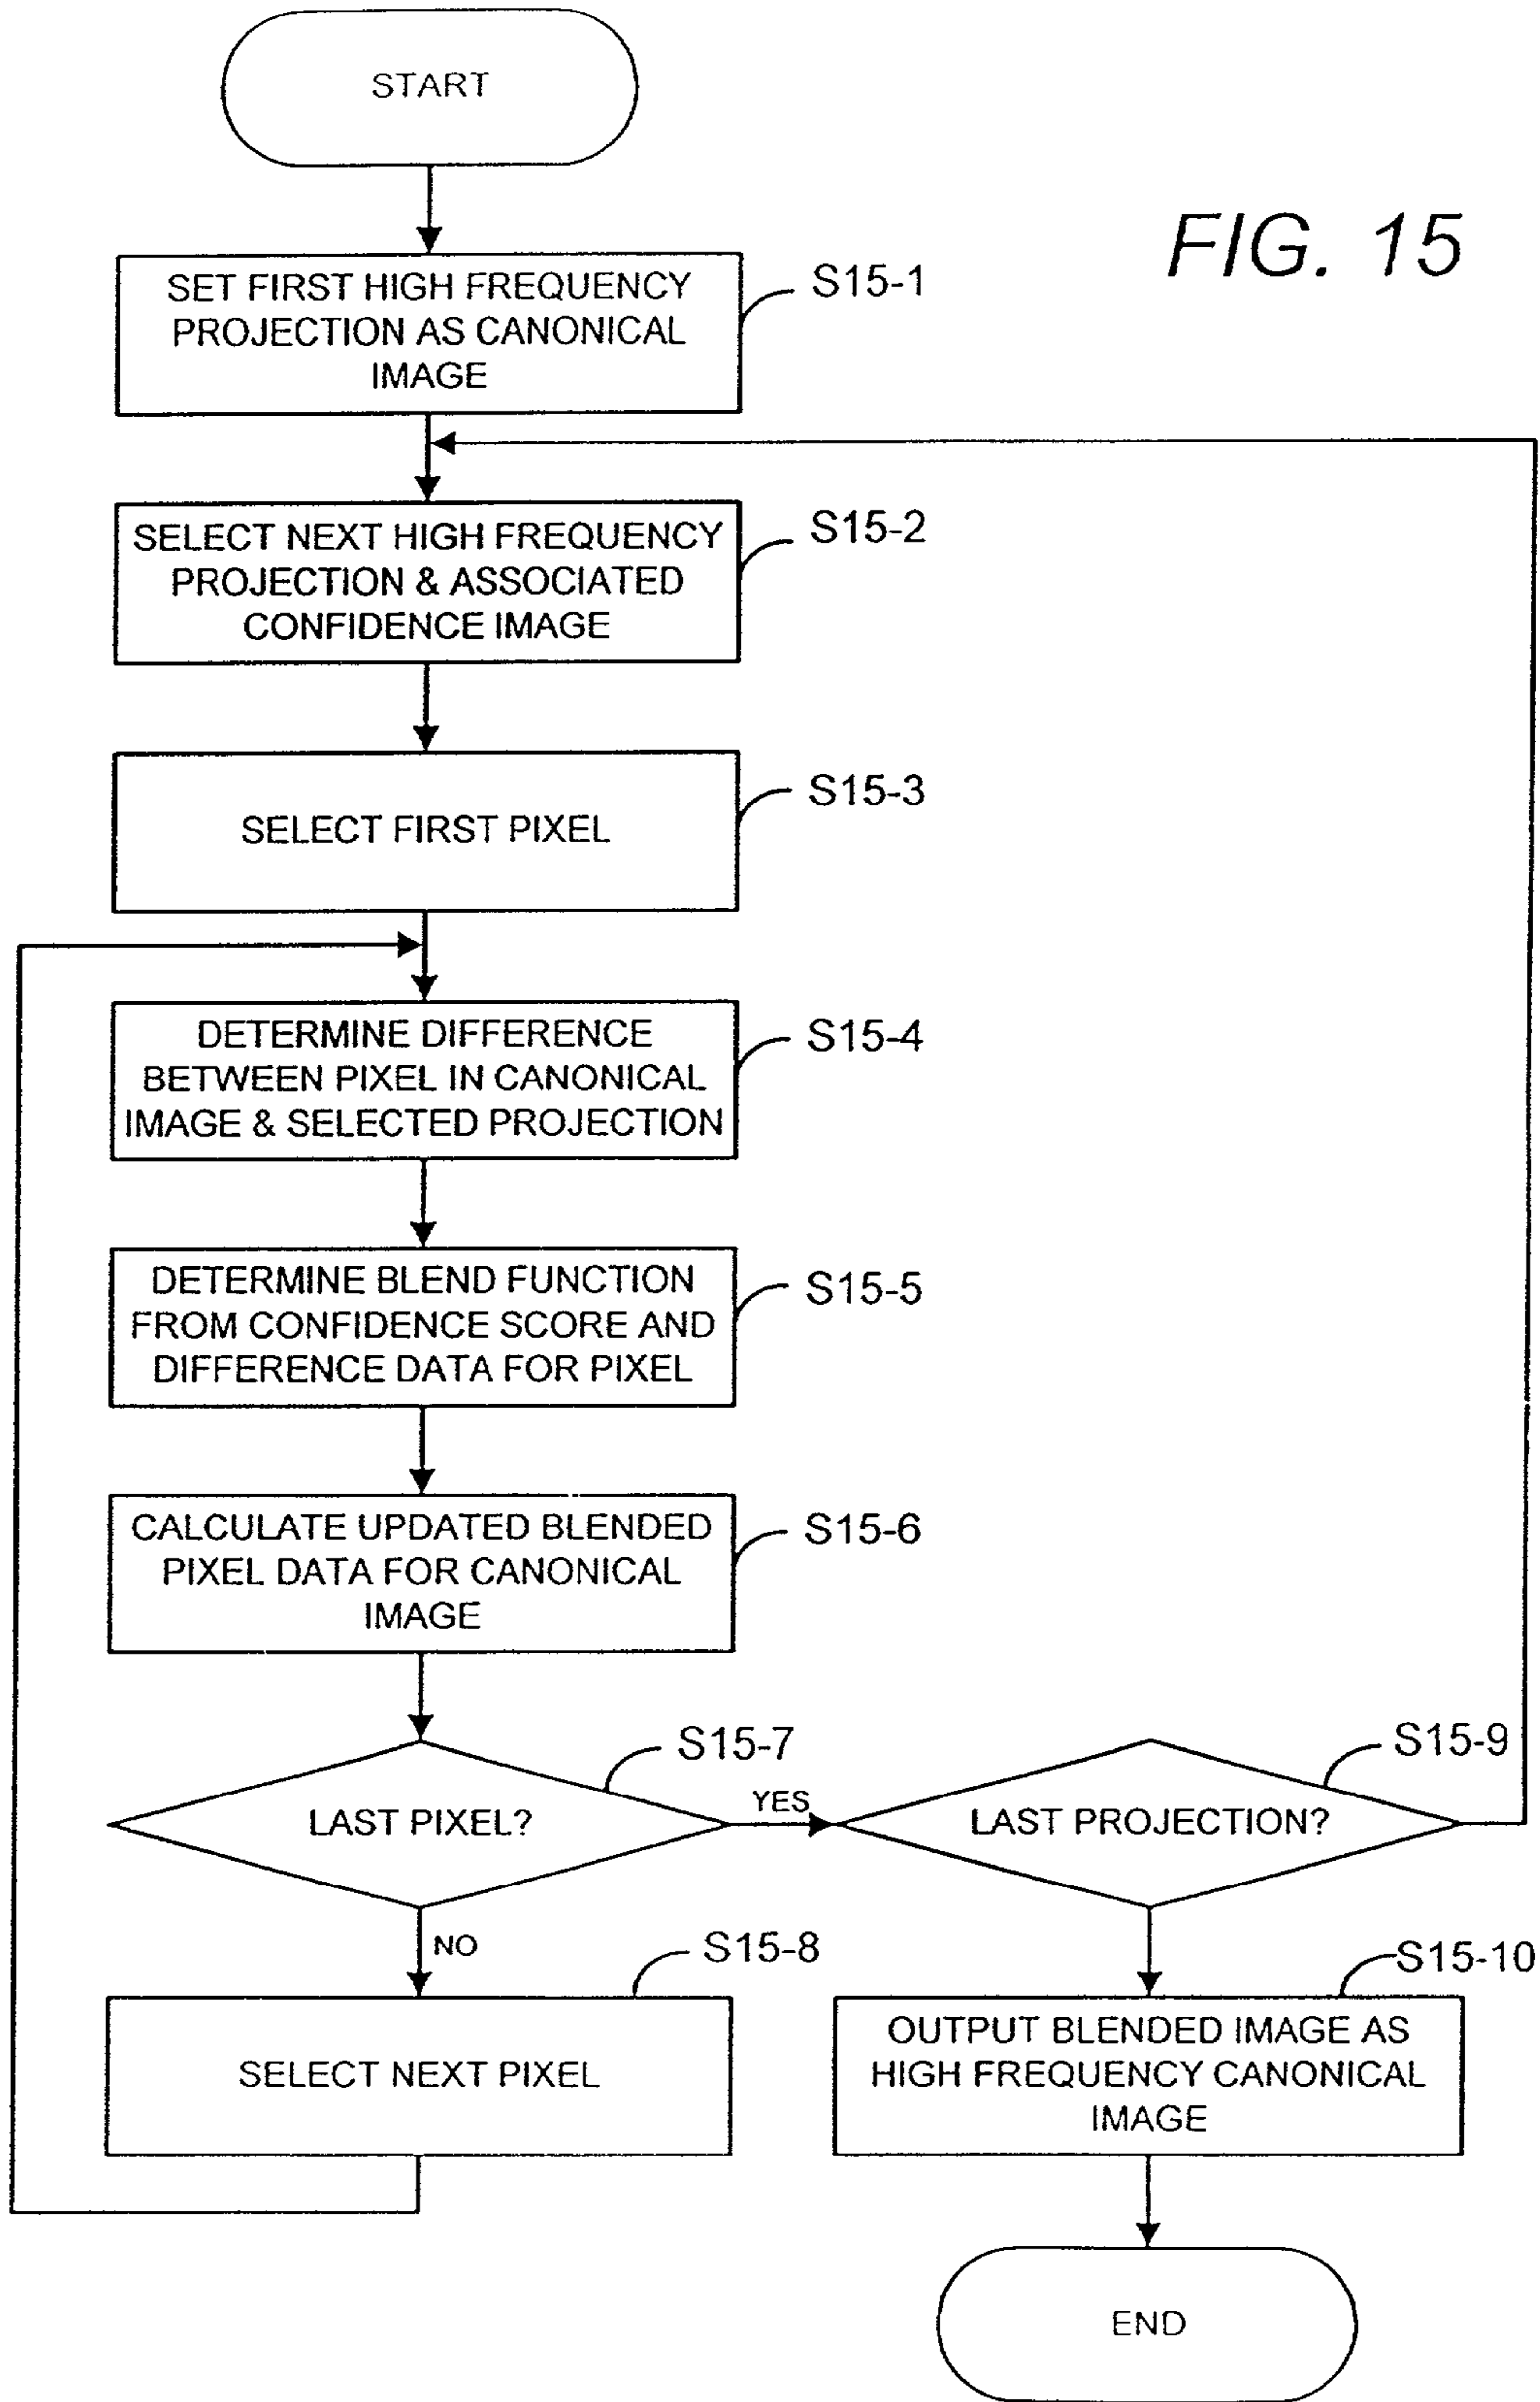 START
FIG. 15
SET FIRST HIGH FREQUENCY
PROJECTION AS CANONICAL
IMAGE
S15-1
SELECT NEXT HIGH FREQUENCY
PROJECTION & ASSOCIATED
CONFIDENCE IMAGE
S15-2
SELECT FIRST PIXEL
S15-3
DETERMINE DIFFERENCE
BETWEEN PIXEL IN CANONICAL
IMAGE & SELECTED PROJECTION
S15-4
DETERMINE BLEND FUNCTION
FROM CONFIDENCE SCORE AND
DIFFERENCE DATA FOR PIXEL
S15-5
CALCULATE UPDATED BLENDED
PIXEL DATA FOR CANONICAL
IMAGE
S15-6
LAST PIXEL?
S15-7
YES
LAST PROJECTION?
S15-9
NO
SELECT NEXT PIXEL
S15-8
OUTPUT BLENDED IMAGE AS
HIGH FREQUENCY CANONICAL
IMAGE
S15-10
END